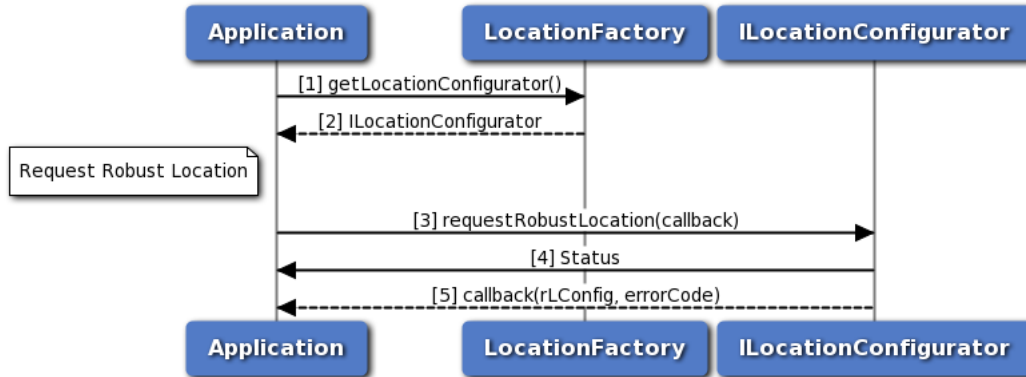 Application
LocationFactory
ILocationConfigurator
[1] getLocationConfigurator()
[2] ILocationConfigurator
Request Robust Location
[3] requestRobustLocation(callback)
[4] Status
[5] callback(rLConfig, errorCode)
Application
LocationFactory
ILocationConfigurator